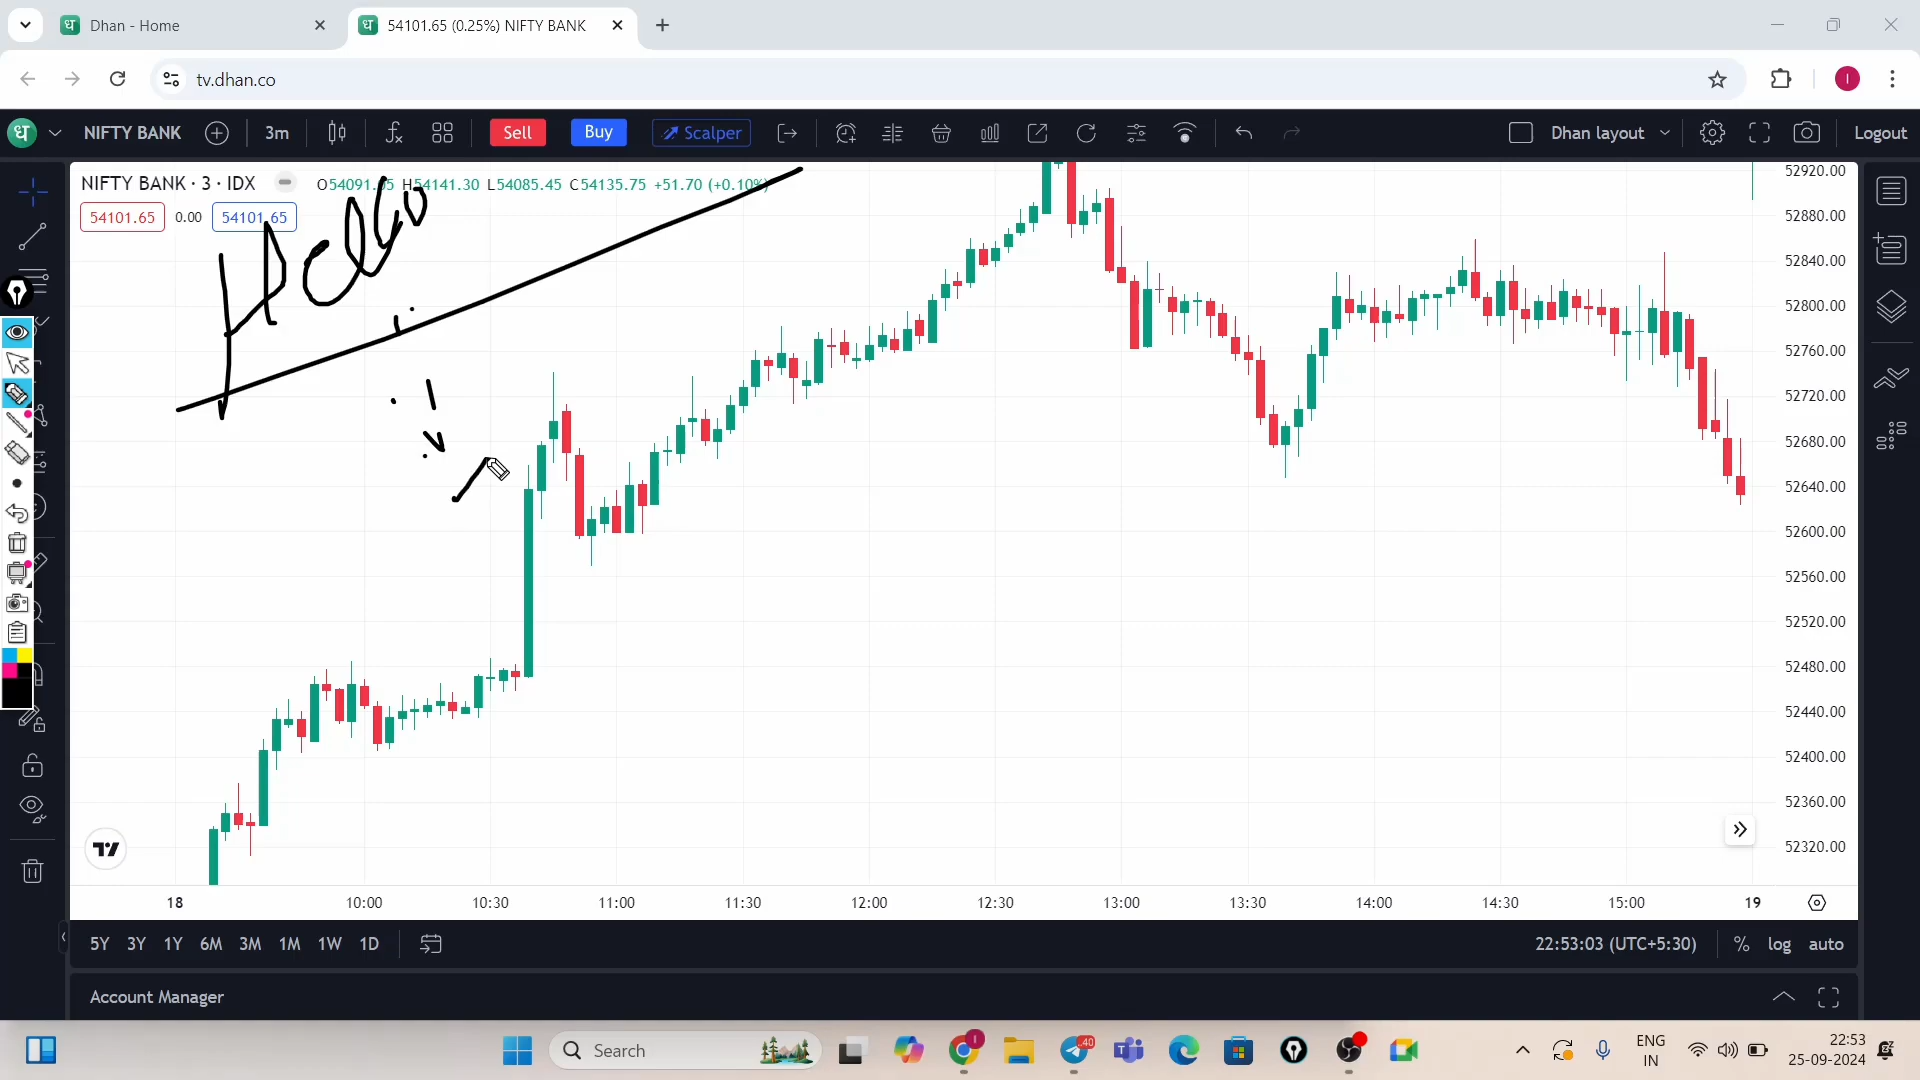 Dhan - Home
54101.65 (0.25%) NIFTY BANK
tv.dhan.co
धा
NIFTY BANK
3m
Sell
Buy
Scalper
Dhan layout
Logout
NIFTY BANK · 3 · IDX
O54091.95 H54141.30 L54085.45 C54135.75 +51.70 (+0.10%)
54101.65
0.00
54101.65
Hello
52920.00
52880.00
52840.00
52800.00
52760.00
52720.00
52680.00
52640.00
52600.00
52560.00
52520.00
52480.00
52440.00
52400.00
52360.00
52320.00
18 10:00 10:30 11:00 11:30 12:00 12:30 13:00 13:30 14:00 14:30 15:00 19
5Y 3Y 1Y 6M 3M 1M 1W 1D
22:53:03 (UTC+5:30)
% log auto
Account Manager
Search
40
ENG
IN
22:53
25-09-2024